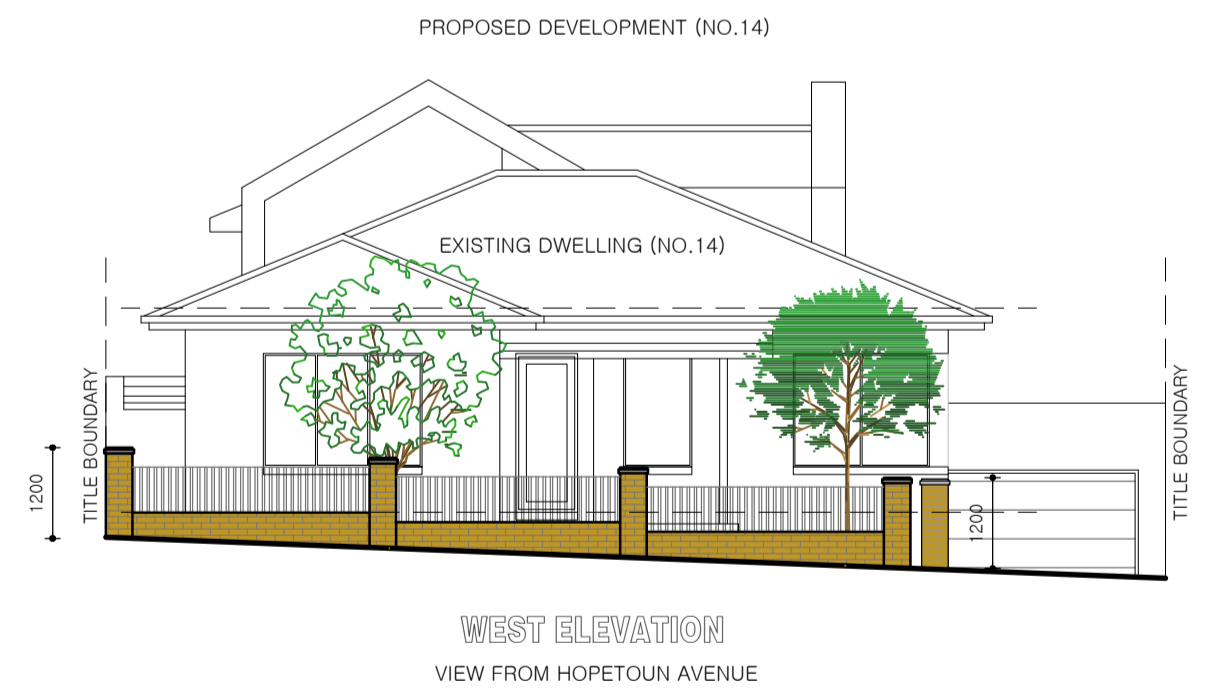 PROPOSED DEVELOPMENT (NO.14)
EXISTING DWELLING (NO.14)
TITLE BOUNDARY
TITLE BOUNDARY
1200
1200
WEST ELEVATION
VIEW FROM HOPETOUN AVENUE